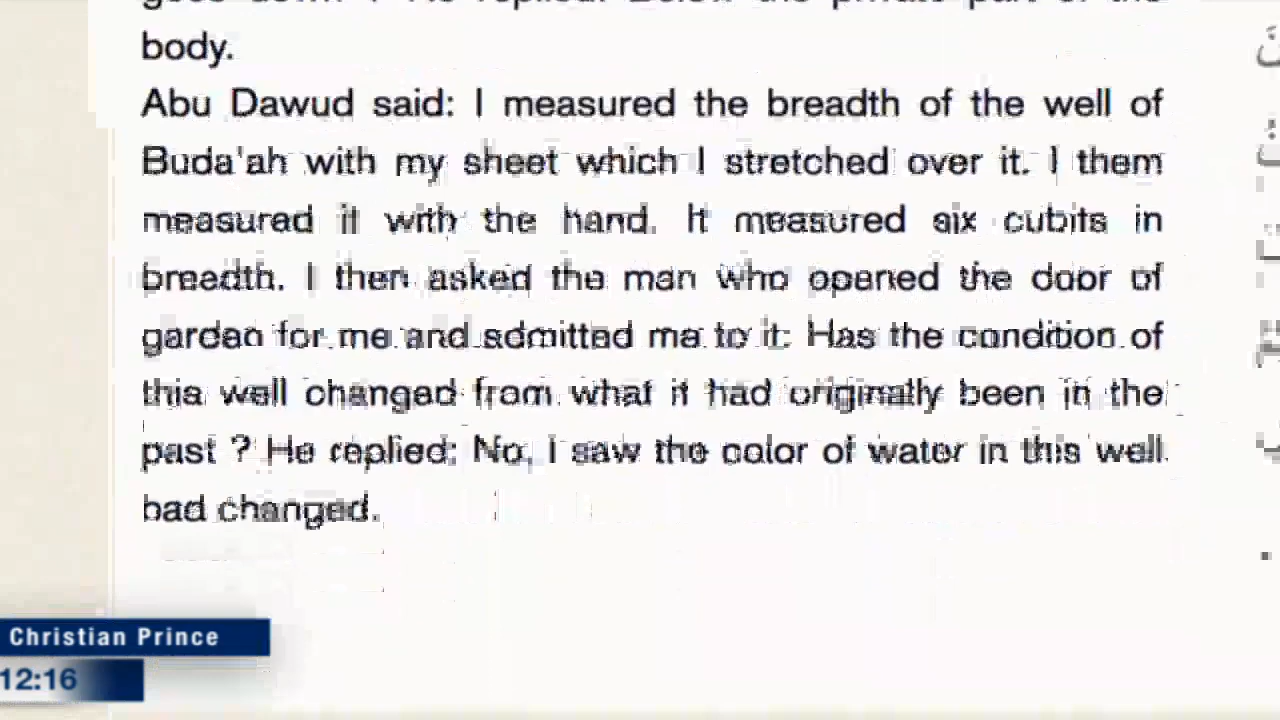 body.
Abu Dawud said: I measured the breadth of the well of
Buda'ah with my sheet which I stretched over it. I them
measured it with the hand. It measured six cubits in
breadth. I then asked the man who opened the door of
garden for me and admitted me to it: Has the condition of
this well changed from what it had originally been in the
past ? He replied: No. I saw the color of water in this well
had changed.
Christian Prince
12:16